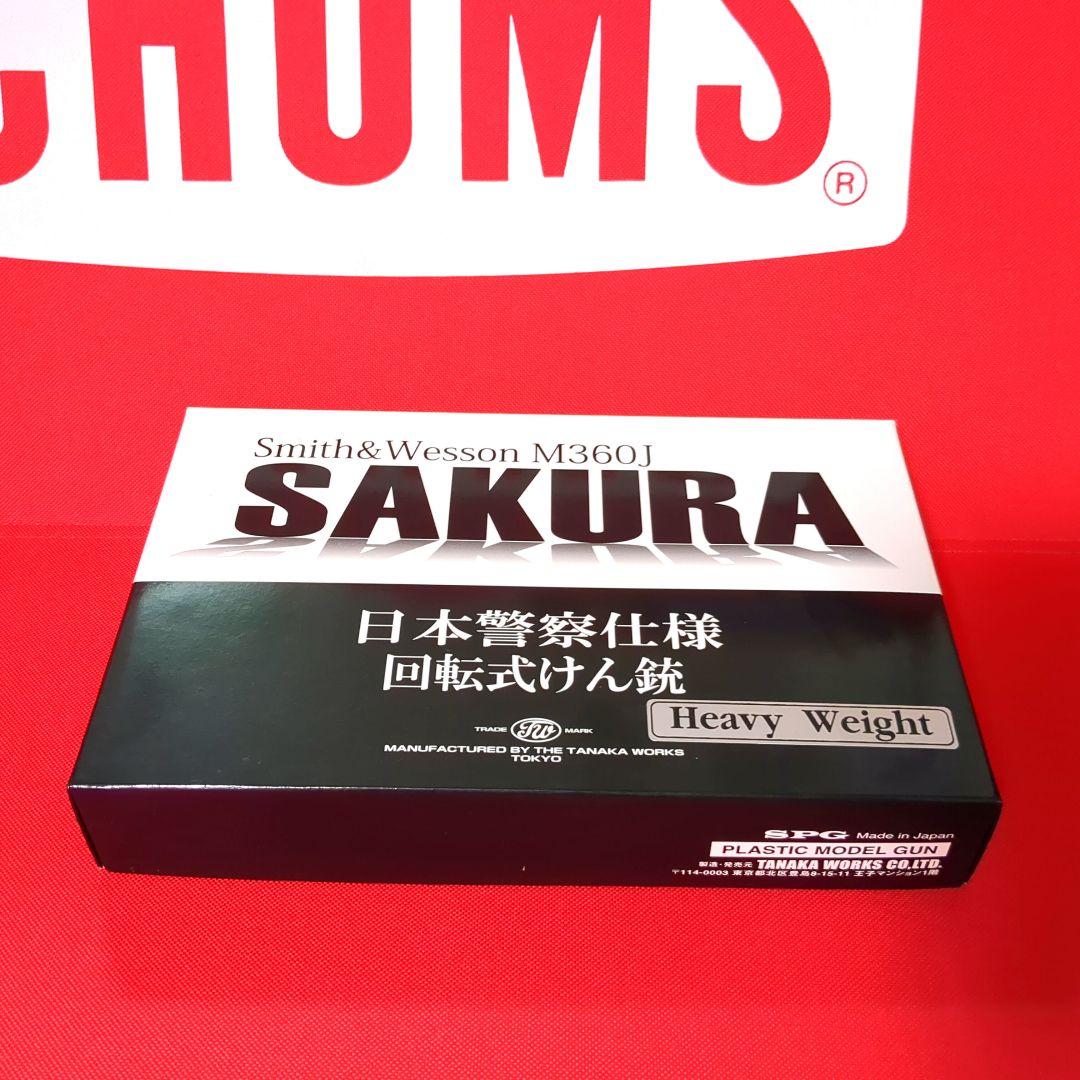 CHUMS
®
Smith&Wesson M360J
SAKURA
日本警察仕様
回転式けん銃
Heavy Weight
TRADE TW MARK
MANUFACTURED BY THE TANAKA WORKS
TOKYO
SPG Made in Japan
PLASTIC MODEL GUN
製造・発売元 TANAKA WORKS CO.LTD.
〒114-0003 東京都北区豊島8-15-11 王子マンション1階